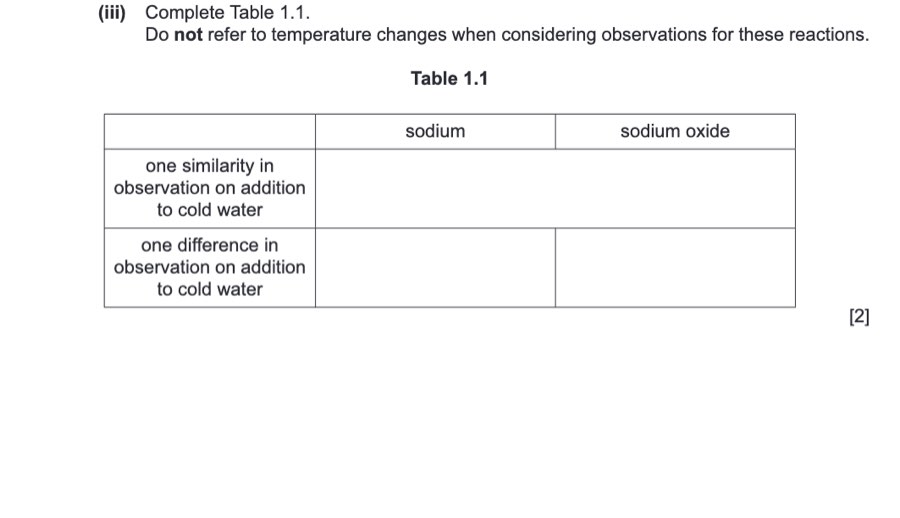 (iii) Complete Table 1.1.
Do not refer to temperature changes when considering observations for these reactions.
Table 1.1
sodium
sodium oxide
one similarity in
observation on addition
to cold water
one difference in
observation on addition
to cold water
[2]